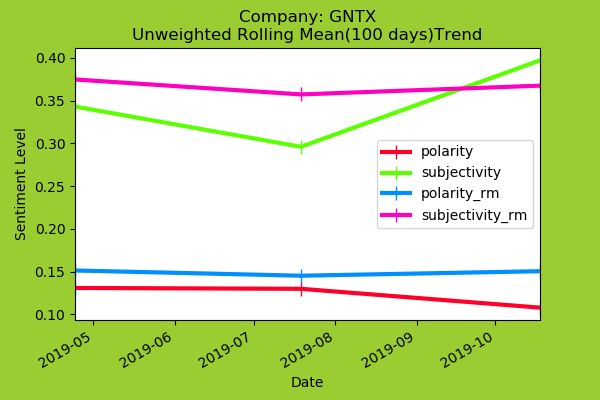 Company: GNTX
Unweighted Rolling Mean(100 days)Trend
Sentiment Level
0.40
0.35
0.30
0.25
0.20
0.15
0.10
polarity
subjectivity
polarity_rm
subjectivity_rm
2019-05
2019-06
2019-07
2019-08
2019-09
2019-10
Date